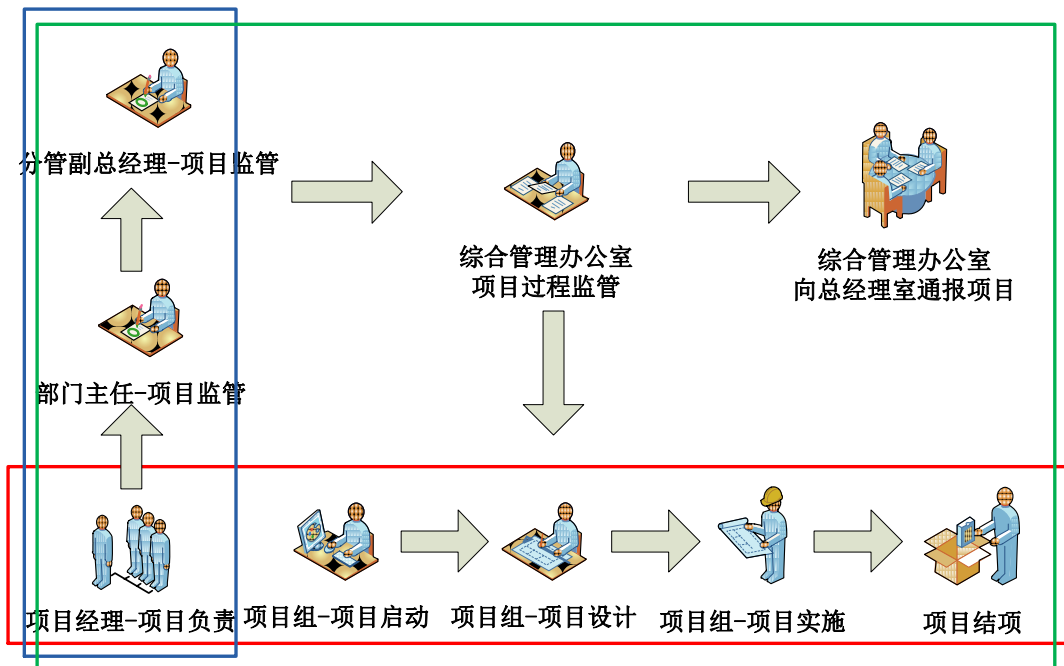 分管副总经理-项目监管
综合管理办公室
项目过程监管
综合管理办公室
向总经理室通报项目
部门主任-项目监管
项目经理-项目负责
项目组-项目启动
项目组-项目设计
项目组-项目实施
项目结项